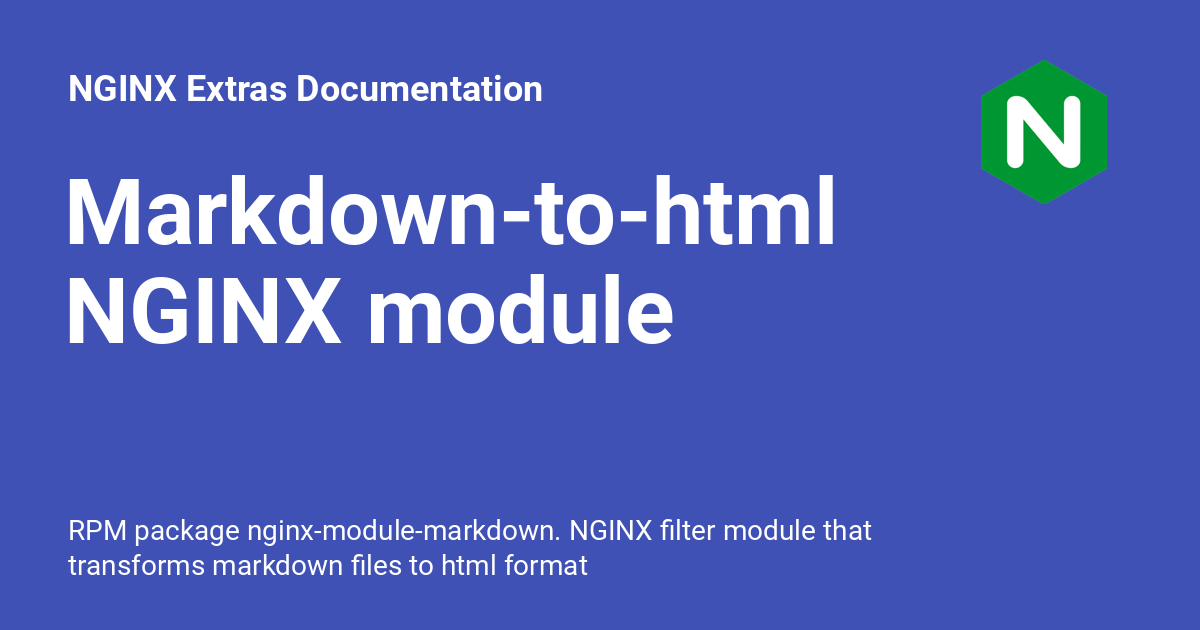 NGINX Extras Documentation
N
Markdown-to-html
NGINX module
RPM package nginx-module-markdown. NGINX filter module that
transforms markdown files to html format